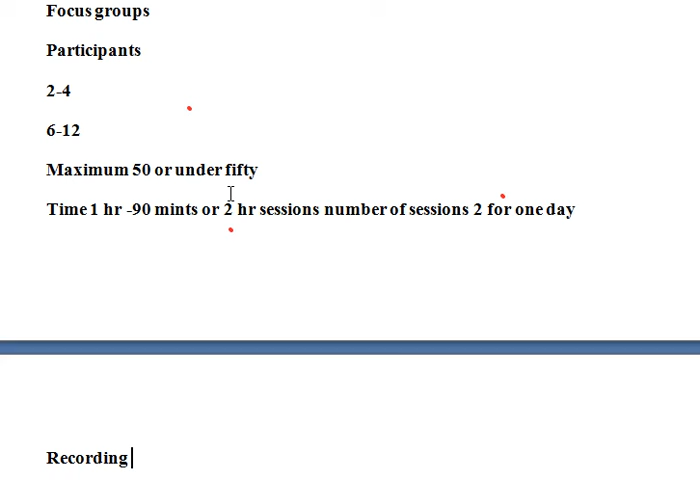 Focus groups
Participants
2-4
6-12
Maximum 50 or under fifty
Time 1 hr -90 mints or 2 hr sessions number of sessions 2 for one day
Recording